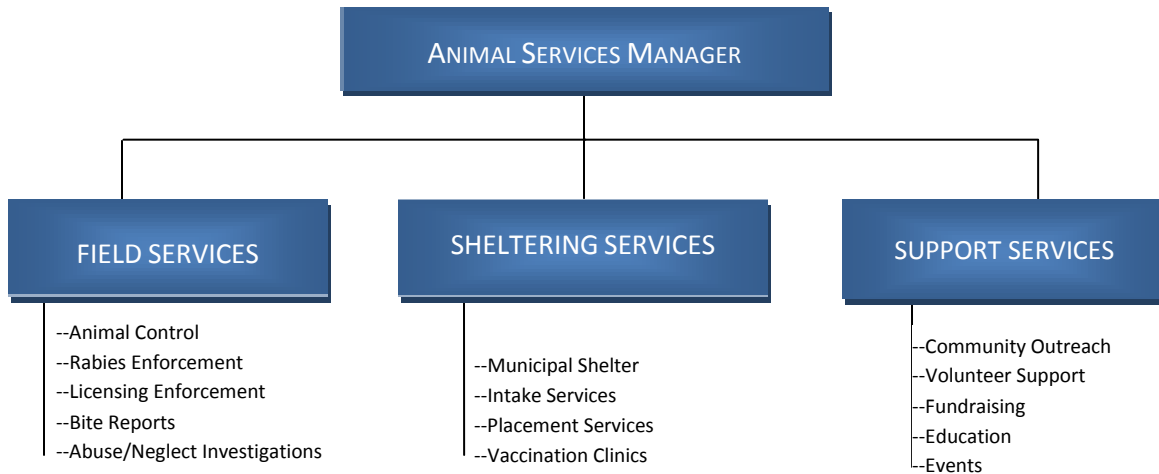 ANIMAL SERVICES MANAGER
FIELD SERVICES
--Animal Control
--Rabies Enforcement
--Licensing Enforcement
--Bite Reports
--Abuse/Neglect Investigations
SHELTERING SERVICES
--Municipal Shelter
--Intake Services
--Placement Services
--Vaccination Clinics
SUPPORT SERVICES
--Community Outreach
--Volunteer Support
--Fundraising
--Education
--Events